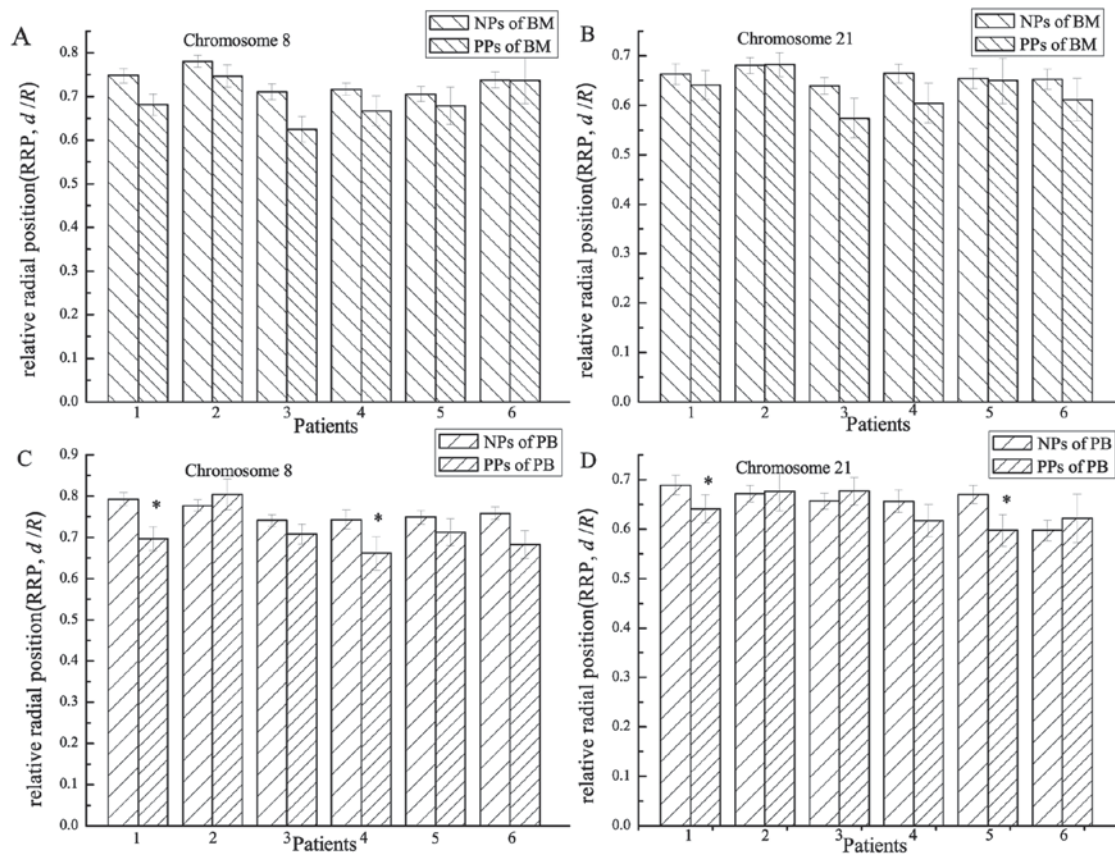 A
Chromosome 8
NPs of BM
PPs of BM
relative radial position(RRP, d/R)
0.8
0.7
0.6
0.5
0.4
0.3
0.2
0.1
0.0
1 2 3 4 5 6
Patients
B
Chromosome 21
NPs of BM
PPs of BM
relative radial position(RRP, d/R)
0.7
0.6
0.5
0.4
0.3
0.2
0.1
0.0
1 2 3 4 5 6
Patients
C
Chromosome 8
NPs of PB
PPs of PB
relative radial position(RRP, d/R)
0.9
0.8
0.7
0.6
0.5
0.4
0.3
0.2
0.1
0.0
* *
1 2 3 4 5 6
Patients
D
Chromosome 21
NPs of PB
PPs of PB
relative radial position(RRP, d/R)
0.7
0.6
0.5
0.4
0.3
0.2
0.1
0.0
* *
1 2 3 4 5 6
Patients